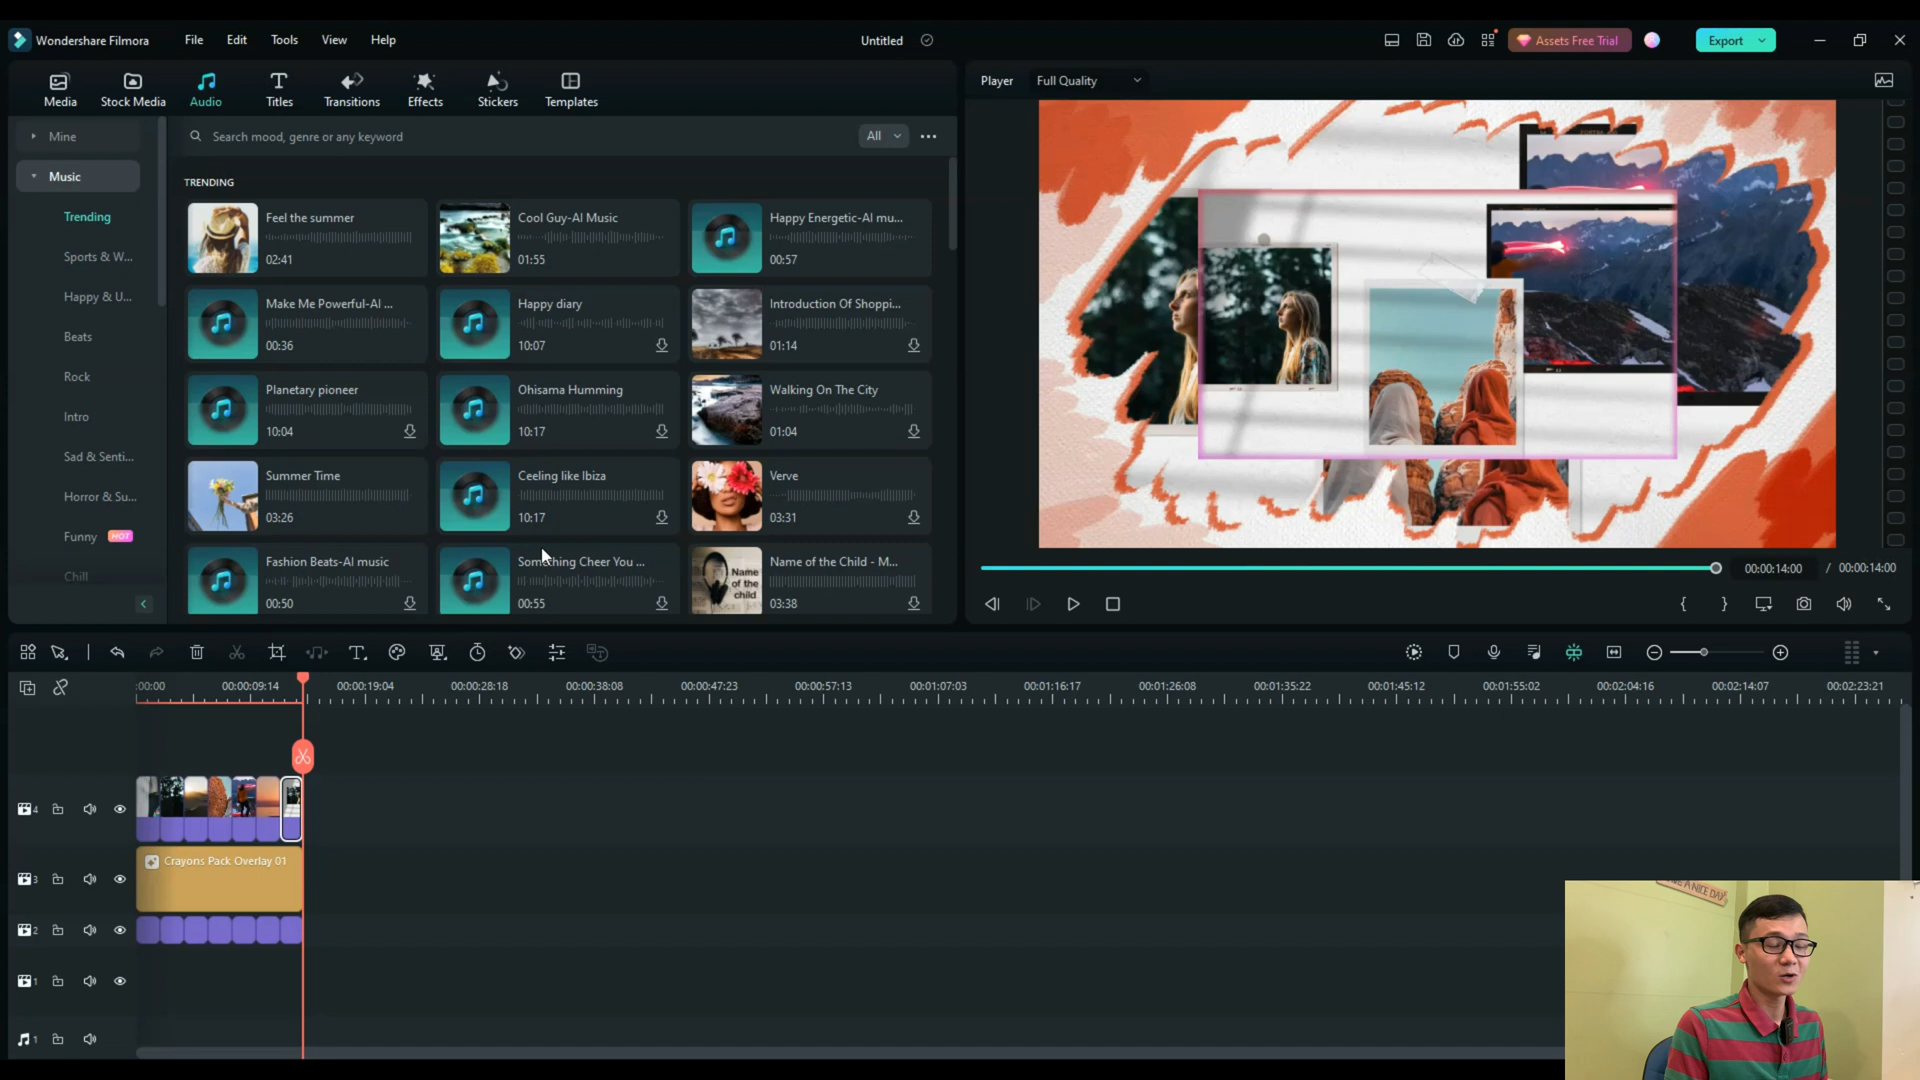 Wondershare Filmora File Edit Tools View Help Untitled Assets Free Trial Export
Media Stock Media Audio Titles Transitions Effects Stickers Templates
Player Full Quality
Mine
Search mood, genre or any keyword All
Music
Trending
Sports & W...
Happy & U...
Beats
Rock
Intro
Sad & Senti...
Horror & Su...
Funny HOT
Chill
TRENDING
Feel the summer
02:41
Cool Guy-AI Music
01:55
Happy Energetic-AI mu...
00:57
Make Me Powerful-AI ...
00:36
Happy diary
10:07
Introduction Of Shoppi...
01:14
Planetary pioneer
10:04
Ohisama Humming
10:17
Walking On The City
01:04
Summer Time
03:26
Ceeling like Ibiza
10:17
Verve
03:31
Fashion Beats-AI music
00:50
Something Cheer You ...
00:55
Name of the child
Name of the Child - M...
03:38
00:00:14:00 / 00:00:14:00
:00:00 00:00:09:14 00:00:19:04 00:00:28:18 00:00:38:08 00:00:47:23 00:00:57:13 00:01:07:03 00:01:16:17 00:01:26:08 00:01:35:22 00:01:45:12 00:01:55:02 00:02:04:16 00:02:14:07 00:02:23:21
4
Crayons Pack Overlay 01
3
2
1
1
A NICE DAY